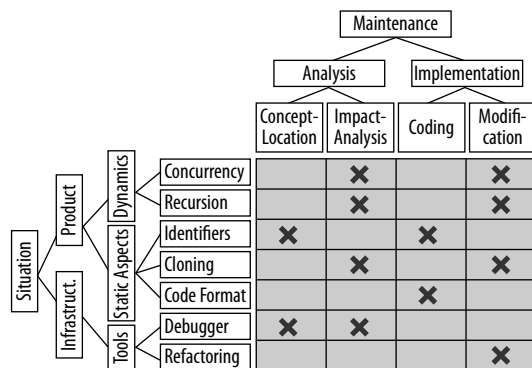 Maintenance
Analysis
Implementation
Concept-
Location
Impact-
Analysis
Coding
Modifi-
cation
Situation
Product
Infrastruct.
Dynamics
Static Aspects
Tools
Concurrency
Recursion
Identifiers
Cloning
Code Format
Debugger
Refactoring